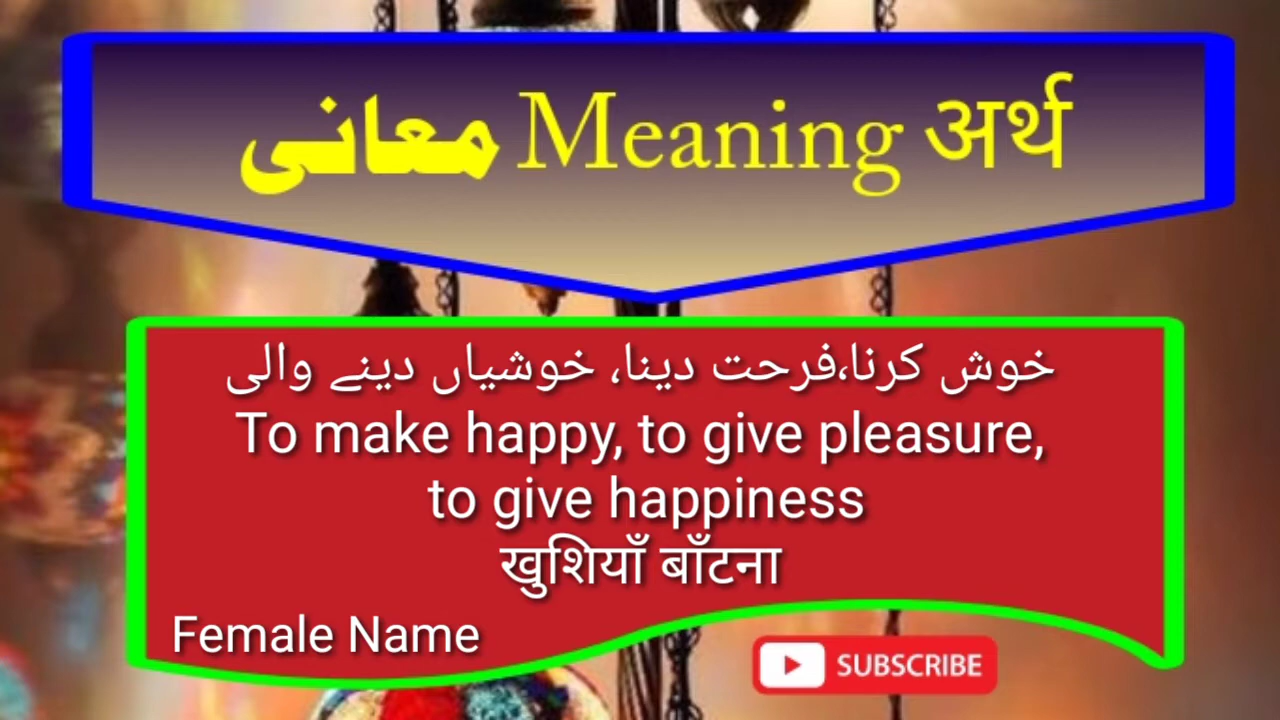 معانی Meaning अर्थ
خوش کرنا،فرحت دینا، خوشیاں دینے والی
To make happy, to give pleasure,
to give happiness
खुशियाँ बाँटना
Female Name
SUBSCRIBE